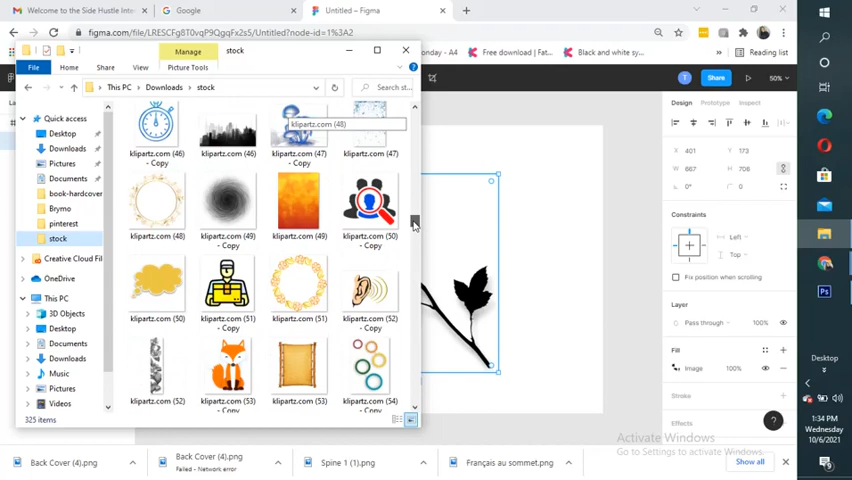 Welcome to the Side Hustle Inter
Google
Untitled – Figma
figma.com/file/LRESCFg8T0vqP9QgqFx2s5/Untitled?node-id=1%3A2
Manage
stock
nday - A4
Free download | Fat...
Black and white sy...
Reading list
File
Home
Share
View
Picture Tools
T
Share
50%
This PC
Downloads
stock
Search st...
Design
Prototype
Inspect
Quick access
Desktop
Downloads
Pictures
Documents
book-hardcover
Brymo
pinterest
stock
Creative Cloud Fil
OneDrive
This PC
3D Objects
Desktop
Documents
Downloads
Music
Pictures
Videos
klipartz.com (48)
klipartz.com (46) - Copy
klipartz.com (46)
klipartz.com (47) - Copy
klipartz.com (47)
klipartz.com (48)
klipartz.com (49) - Copy
klipartz.com (49)
klipartz.com (50) - Copy
klipartz.com (50)
klipartz.com (51) - Copy
klipartz.com (51)
klipartz.com (52) - Copy
klipartz.com (52)
klipartz.com (53) - Copy
klipartz.com (53)
klipartz.com (54) - Copy
325 items
X 401
Y 173
W 667
H 706
0°
0
Constraints
Left
Top
Fix position when scrolling
Layer
Pass through
100%
Fill
Image
100%
Stroke
Effects
Activate Windows
Go to Settings to activate Windows.
Desktop
1:34 PM
Wednesday
10/6/2021
9
Ps
Back Cover (4).png
Back Cover (4).png
Failed - Network error
Spine 1 (1).png
Français au sommet.png
Show all